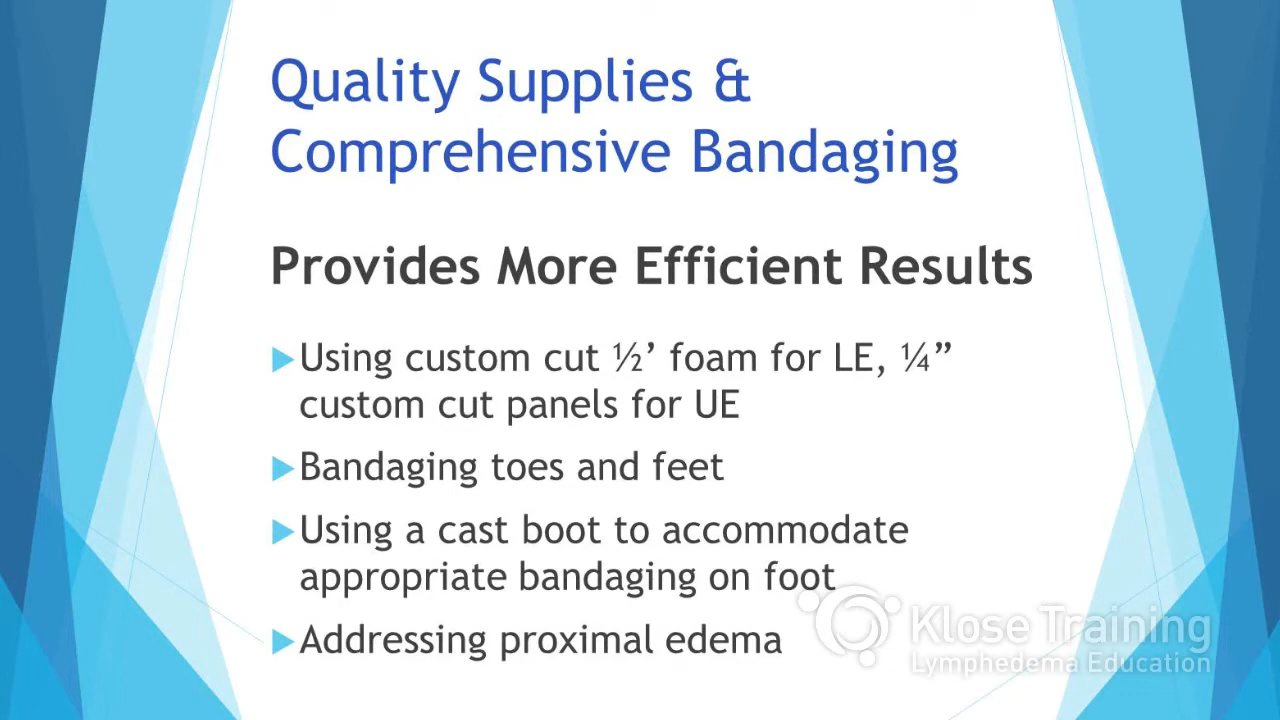 Quality Supplies &
Comprehensive Bandaging
Provides More Efficient Results
Using custom cut ½’ foam for LE, ¼”
custom cut panels for UE
Bandaging toes and feet
Using a cast boot to accommodate
appropriate bandaging on foot
Addressing proximal edema
Klose Training
Lymphedema Education